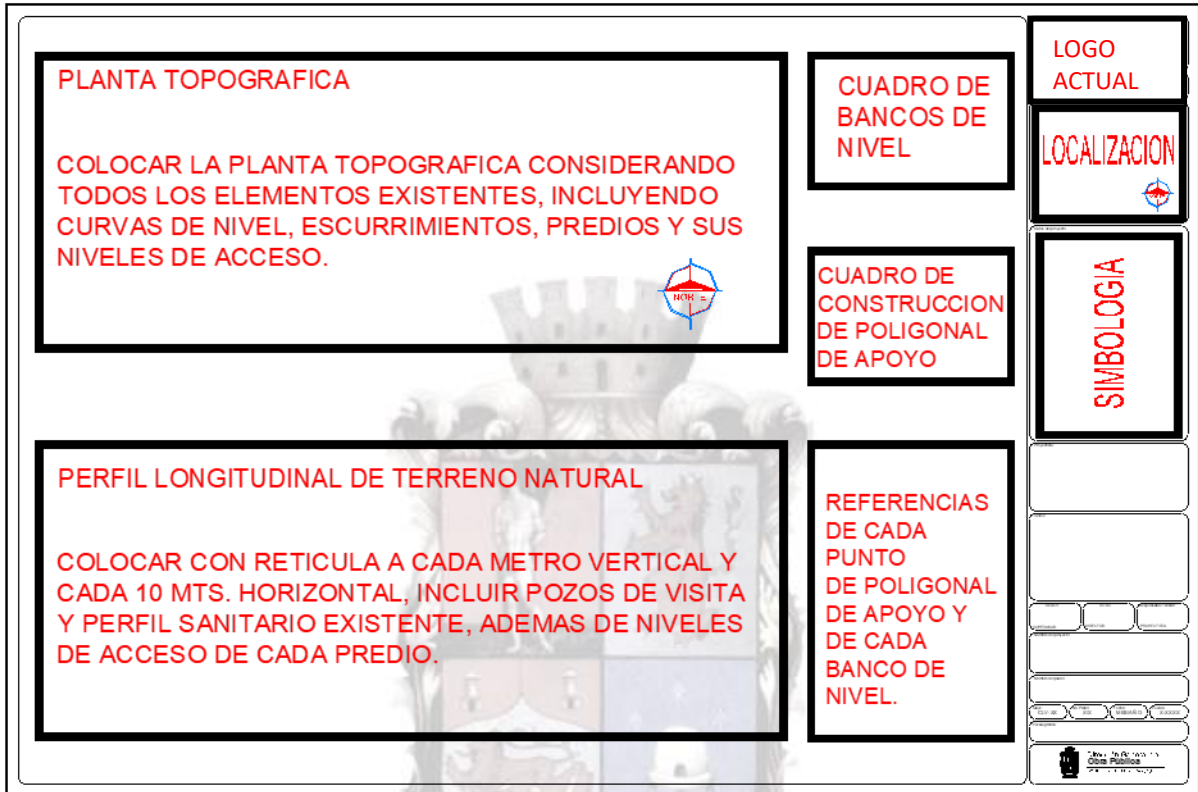 PLANTA TOPOGRAFICA
COLOCAR LA PLANTA TOPOGRAFICA CONSIDERANDO
TODOS LOS ELEMENTOS EXISTENTES, INCLUYENDO
CURVAS DE NIVEL, ESCURRIMIENTOS, PREDIOS Y SUS
NIVELES DE ACCESO.
CUADRO DE
BANCOS DE
NIVEL
CUADRO DE
CONSTRUCCION
DE POLIGONAL
DE APOYO
PERFIL LONGITUDINAL DE TERRENO NATURAL
COLOCAR CON RETICULA A CADA METRO VERTICAL Y
CADA 10 MTS. HORIZONTAL, INCLUIR POZOS DE VISITA
Y PERFIL SANITARIO EXISTENTE, ADEMAS DE NIVELES
DE ACCESO DE CADA PREDIO.
REFERENCIAS
DE CADA
PUNTO
DE POLIGONAL
DE APOYO Y
DE CADA
BANCO DE
NIVEL.
LOGO
ACTUAL
LOCALIZACION
SIMBOLOGIA
Obra Pública